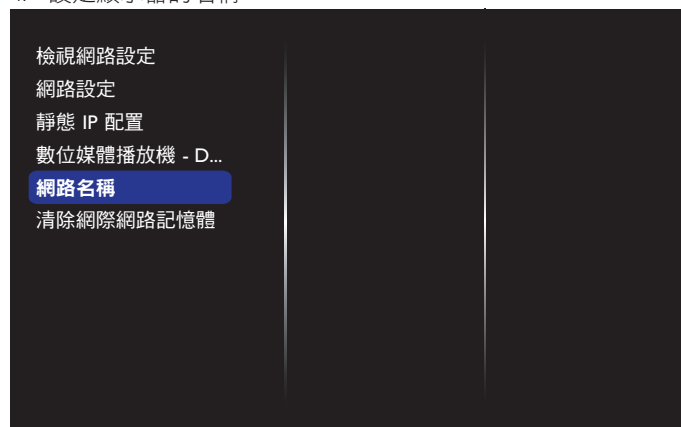 檢視網路設定
網路設定
靜態 IP 配置
數位媒體播放機 - D...
網路名稱
清除網際網路記憶體